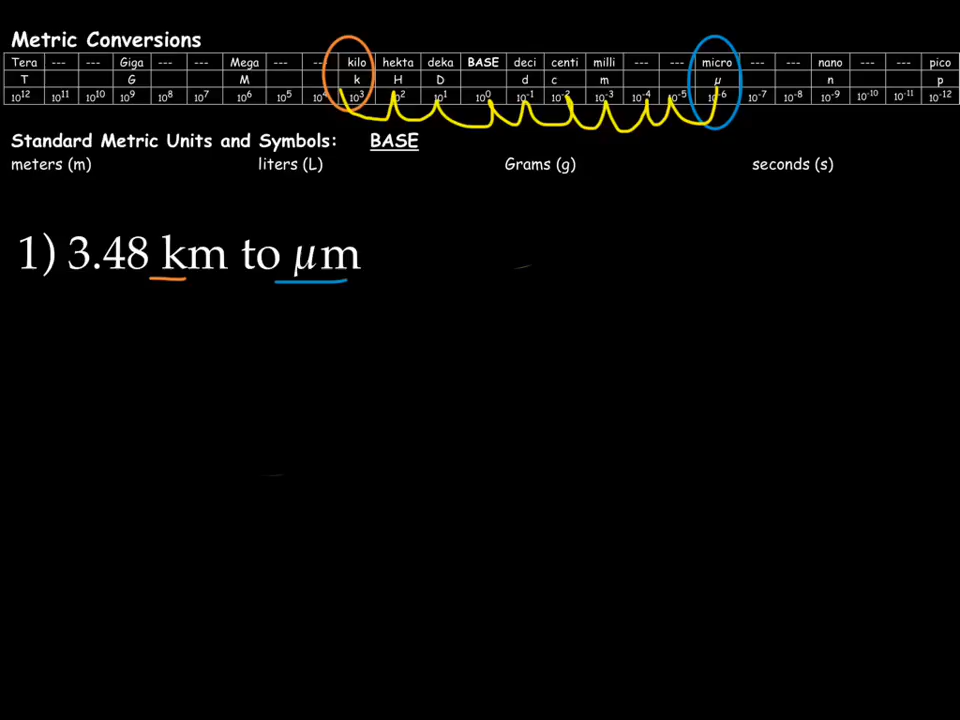 Metric Conversions
Tera --- --- Giga --- --- Mega --- --- kilo hekta deka BASE deci centi milli --- --- micro --- --- nano --- --- pico
T G M k H D d c m µ n p
10¹² 10¹¹ 10¹⁰ 10⁹ 10⁸ 10⁷ 10⁶ 10⁵ 10⁴ 10³ 10² 10¹ 10⁰ 10⁻¹ 10⁻² 10⁻³ 10⁻⁴ 10⁻⁵ 10⁻⁶ 10⁻⁷ 10⁻⁸ 10⁻⁹ 10⁻¹⁰ 10⁻¹¹ 10⁻¹²
Standard Metric Units and Symbols: BASE
meters (m) liters (L) Grams (g) seconds (s)
1) 3.48 km to µm